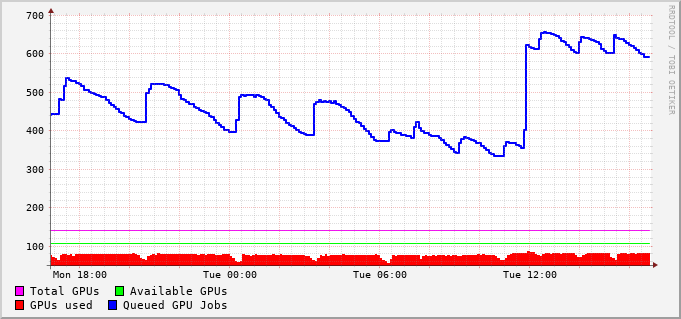 700
600
500
400
300
200
100
Mon 18:00 Tue 00:00 Tue 06:00 Tue 12:00
Total GPUs Available GPUs
GPUs used Queued GPU Jobs
RRDTOOL / TOBI OETIKER